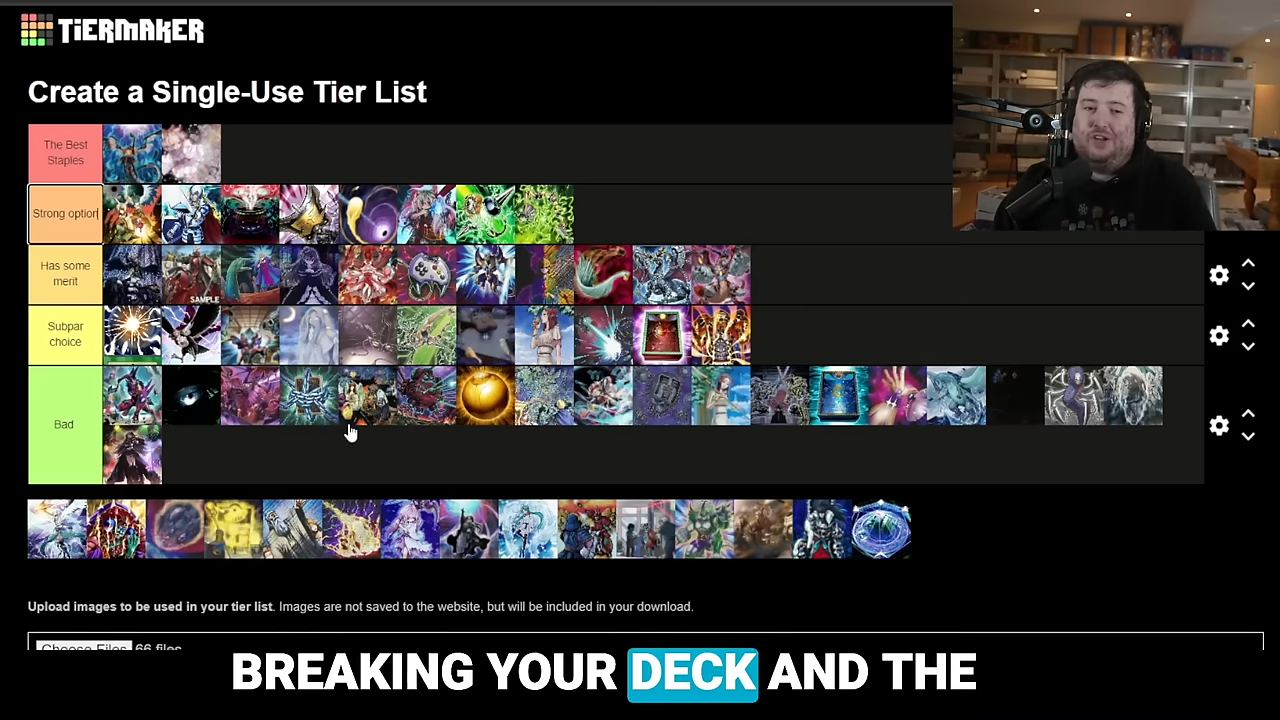 TiERMAKER
Create a Single-Use Tier List
The Best
Staples
Strong option
Has some
merit
SAMPLE
Subpar
choice
Bad
Upload images to be used in your tier list. Images are not saved to the website, but will be included in your download.
Choose Files 66 files
BREAKING YOUR DECK AND THE